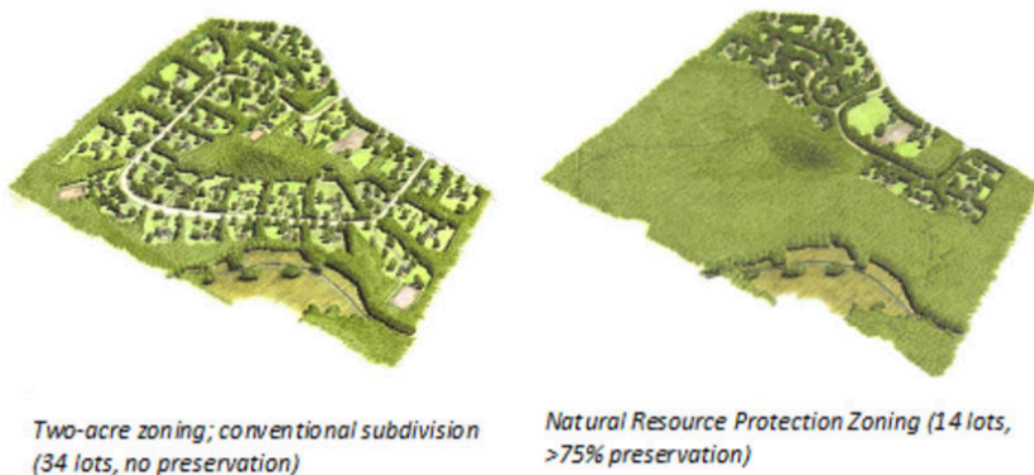 Two-acre zoning; conventional subdivision
(34 lots, no preservation)
Natural Resource Protection Zoning (14 lots,
>75% preservation)